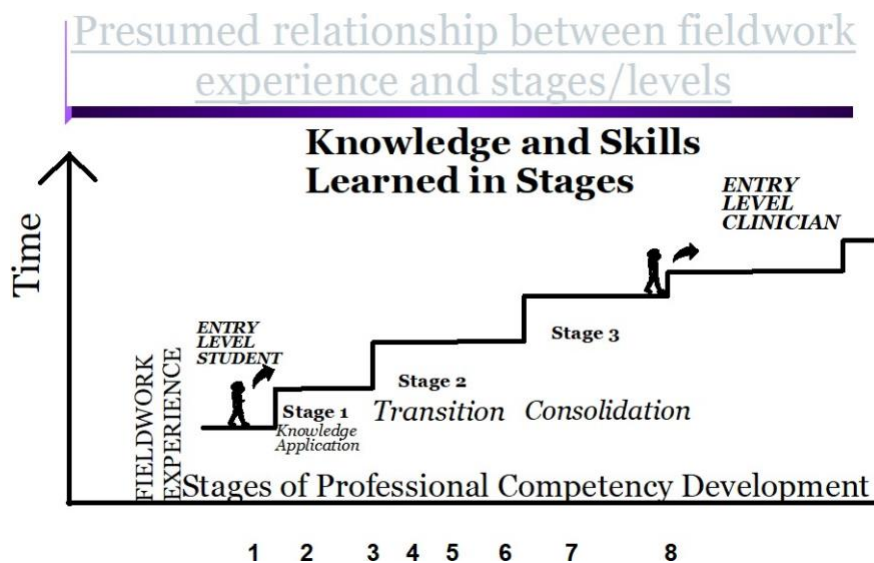 Presumed relationship between fieldwork
experience and stages/levels
Knowledge and Skills
Learned in Stages
ENTRY
LEVEL
CLINICIAN
Time
ENTRY
LEVEL
STUDENT
FIELDWORK
EXPERIENCE
Stage 1
Knowledge
Application
Stage 2
Transition
Stage 3
Consolidation
Stages of Professional Competency Development
1 2 3 4 5 6 7 8